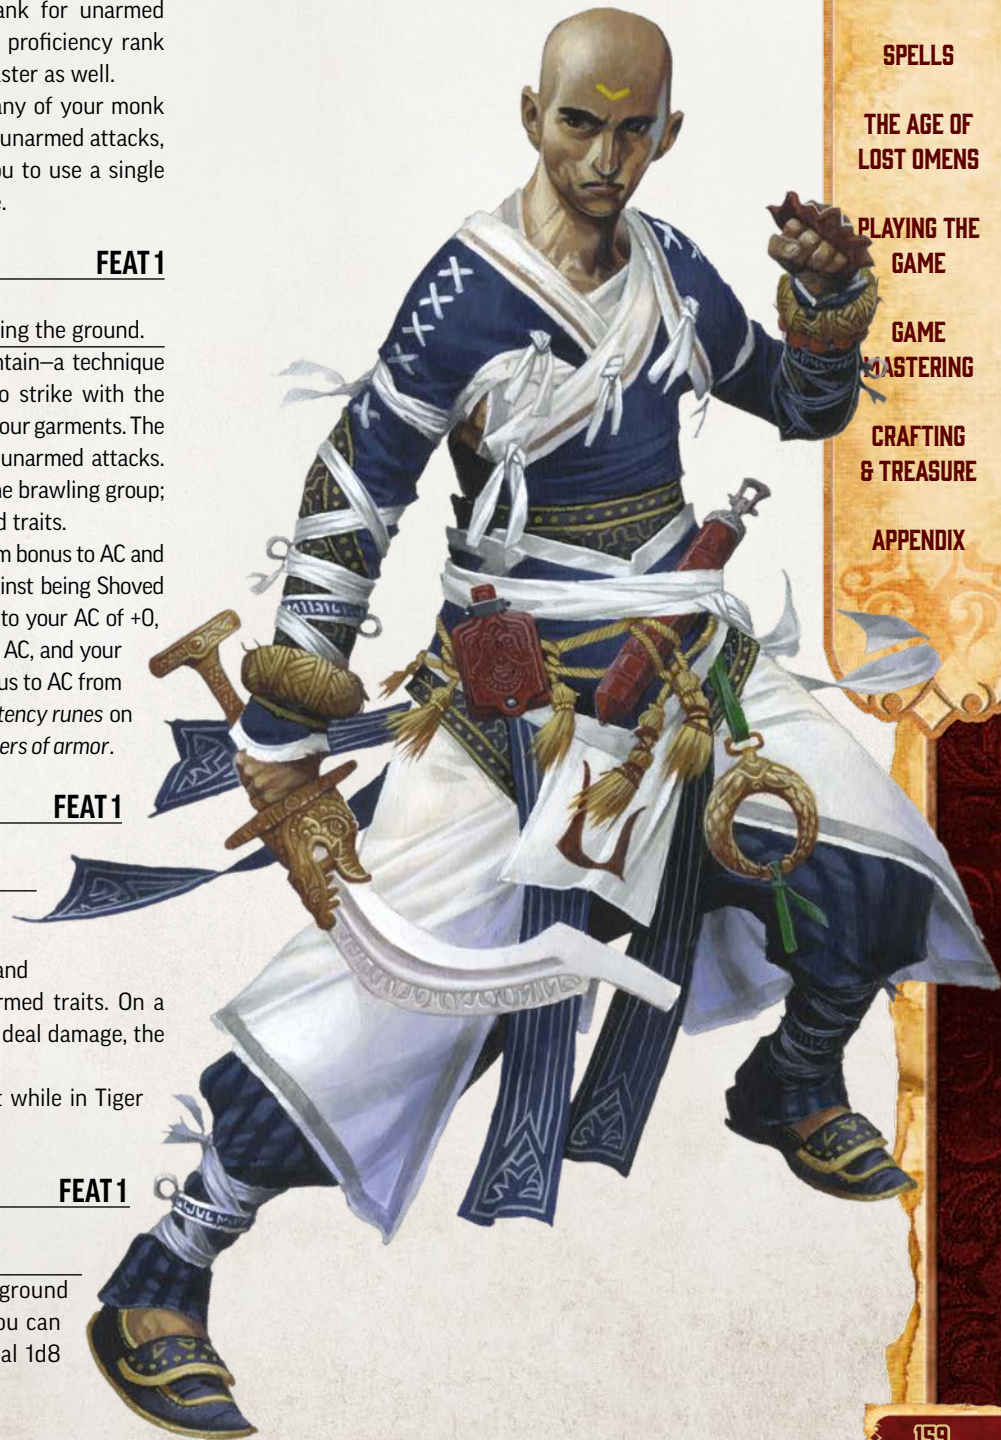 ank for unarmed
proficiency rank
aster as well.
any of your monk
unarmed attacks,
ou to use a single
e.
FEAT 1
ing the ground.
ntain—a technique
o strike with the
our garments. The
unarmed attacks.
ne brawling group;
d traits.
m bonus to AC and
inst being Shoved
to your AC of +0,
AC, and your
us to AC from
tency runes on
ers of armor.
FEAT 1
and
rmed traits. On a
deal damage, the
t while in Tiger
FEAT 1
ground
ou can
al 1d8
SPELLS
THE AGE OF
LOST OMENS
PLAYING THE
GAME
GAME
MASTERING
CRAFTING
& TREASURE
APPENDIX
159